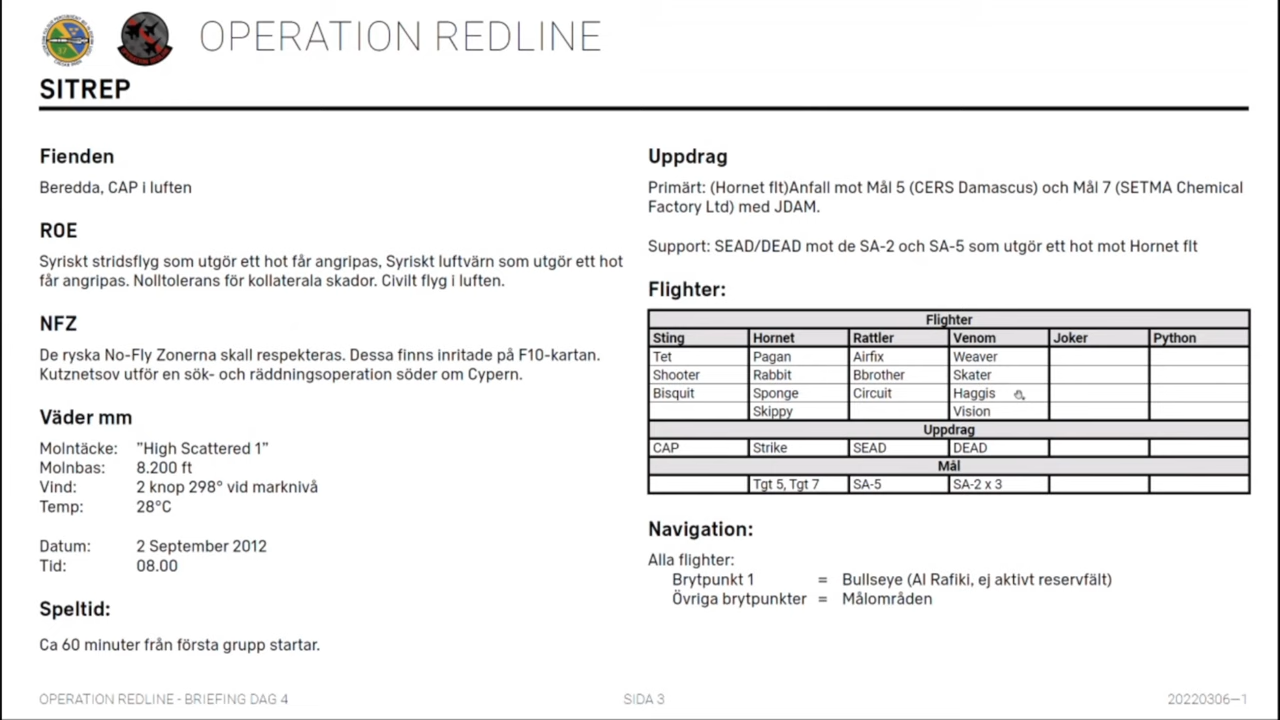 OPERATION REDLINE
SITREP
Fienden
Beredda, CAP i luften
ROE
Syriskt stridsflyg som utgör ett hot får angripas, Syriskt luftvärn som utgör ett hot
får angripas. Nolltolerans för kollaterala skador. Civilt flyg i luften.
NFZ
De ryska No-Fly Zonerna skall respekteras. Dessa finns inritade på F10-kartan.
Kutznetsov utför en sök- och räddningsoperation söder om Cypern.
Väder mm
Molntäcke: "High Scattered 1"
Molnbas: 8.200 ft
Vind: 2 knop 298° vid marknivå
Temp: 28°C
Datum: 2 September 2012
Tid: 08.00
Speltid:
Ca 60 minuter från första grupp startar.
Uppdrag
Primärt: (Hornet flt)Anfall mot Mål 5 (CERS Damascus) och Mål 7 (SETMA Chemical
Factory Ltd) med JDAM.
Support: SEAD/DEAD mot de SA-2 och SA-5 som utgör ett hot mot Hornet flt
Flighter:
Flighter
Sting Hornet Rattler Venom Joker Python
Tet Pagan Airfix Weaver
Shooter Rabbit Bbrother Skater
Bisquit Sponge Circuit Haggis
Skippy Vision
Uppdrag
CAP Strike SEAD DEAD
Mål
Tgt 5, Tgt 7 SA-5 SA-2 x 3
Navigation:
Alla flighter:
Brytpunkt 1 = Bullseye (Al Rafiki, ej aktivt reservfält)
Övriga brytpunkter = Målområden
OPERATION REDLINE - BRIEFING DAG 4 SIDA 3 20220306—1